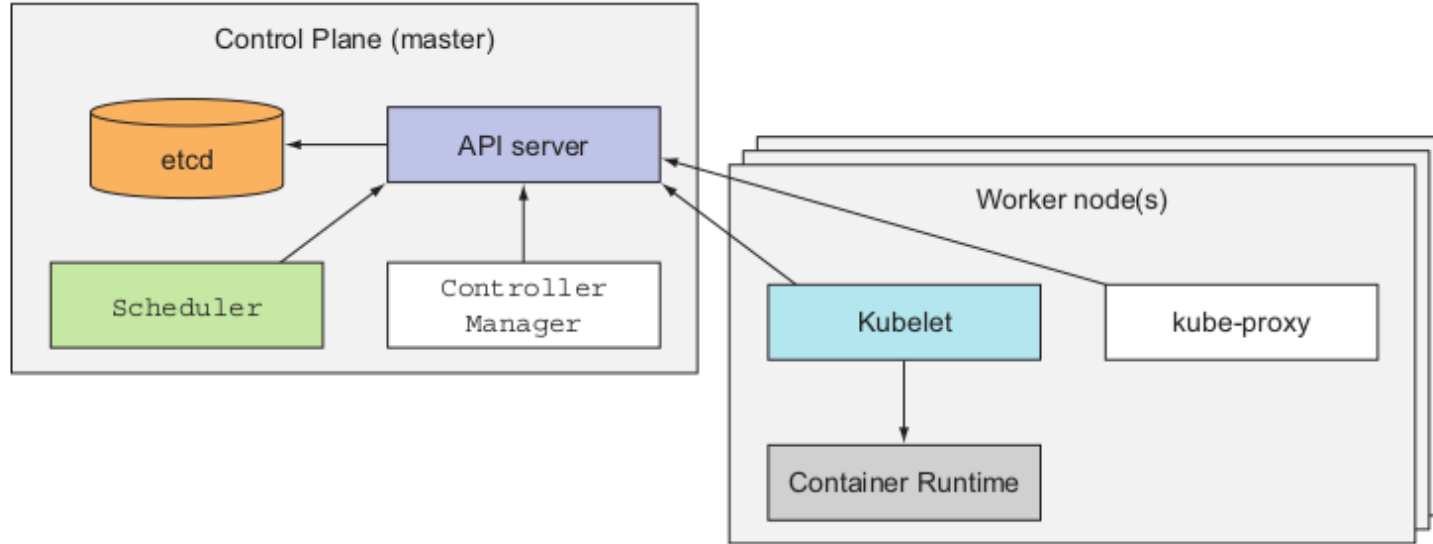 Control Plane (master)
etcd
API server
Scheduler
Controller
Manager
Worker node(s)
Kubelet
kube-proxy
Container Runtime